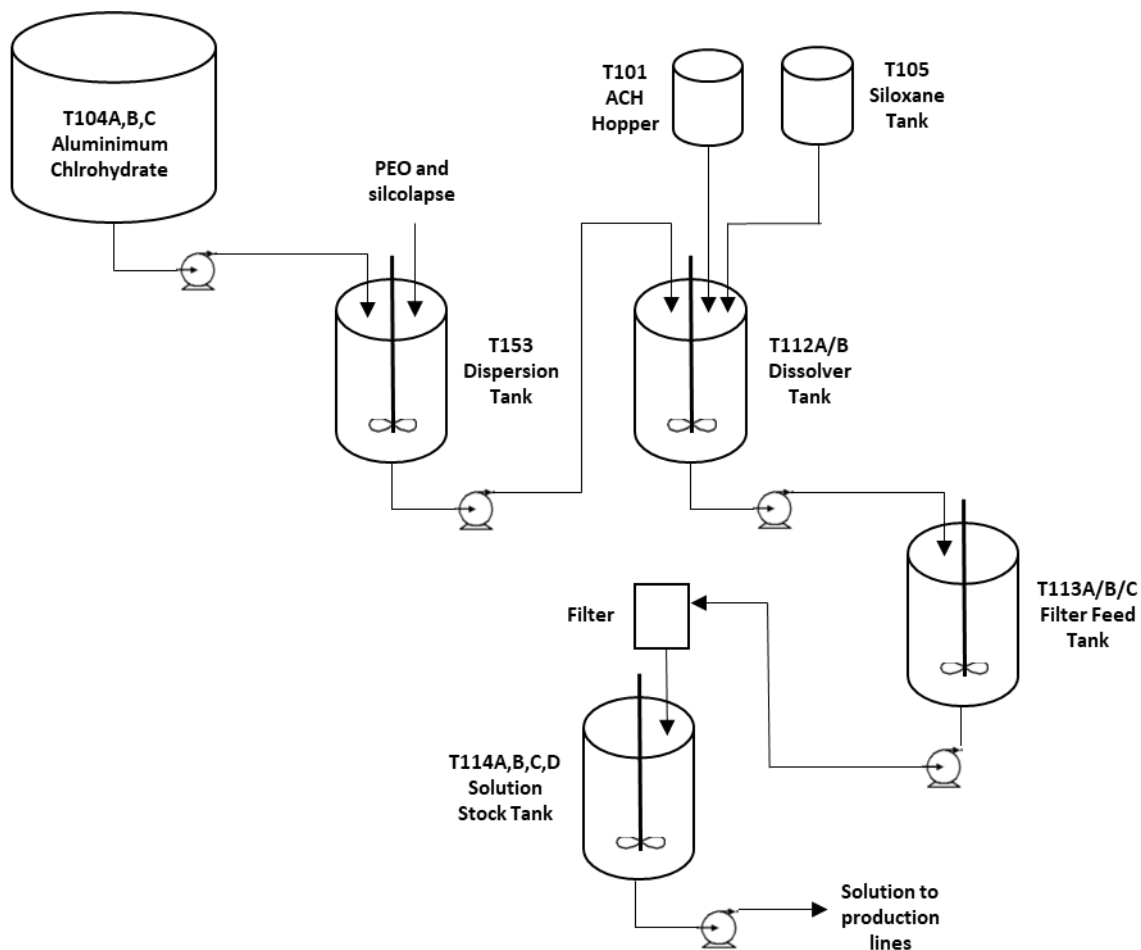 T104A,B,C
Aluminimum
Chlrohydrate
PEO and
silcolapse
T101
ACH
Hopper
T105
Siloxane
Tank
T153
Dispersion
Tank
T112A/B
Dissolver
Tank
T113A/B/C
Filter Feed
Tank
Filter
T114A,B,C,D
Solution
Stock Tank
Solution to
production
lines